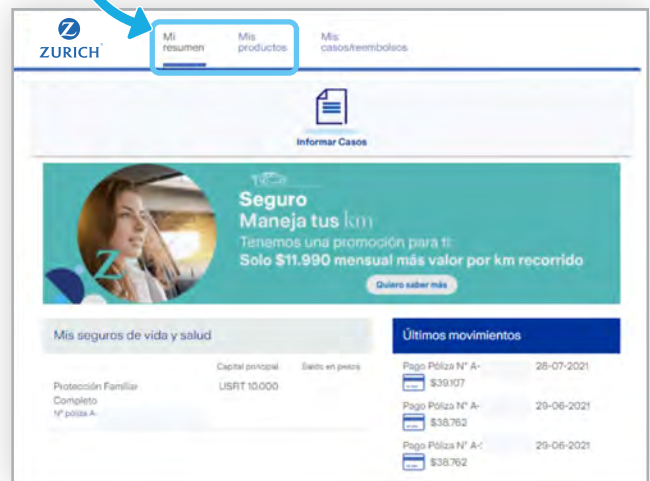 ZURICH
Mi resumen
Mis productos
Mis casos/reembolsos
Informar Casos
Seguro
Maneja tus km
Tenemos una promoción para ti:
Solo $11.990 mensual más valor por km recorrido
Quiero saber más
Mis seguros de vida y salud
Capital principal Saldo en pesos
Protección Familiar USRT 10.000
Completo
Nº póliza A-
Últimos movimientos
Pago Póliza N° A- 28-07-2021
$39.107
Pago Póliza N° A- 29-06-2021
$38.762
Pago Póliza N° A-: 29-06-2021
$38.762